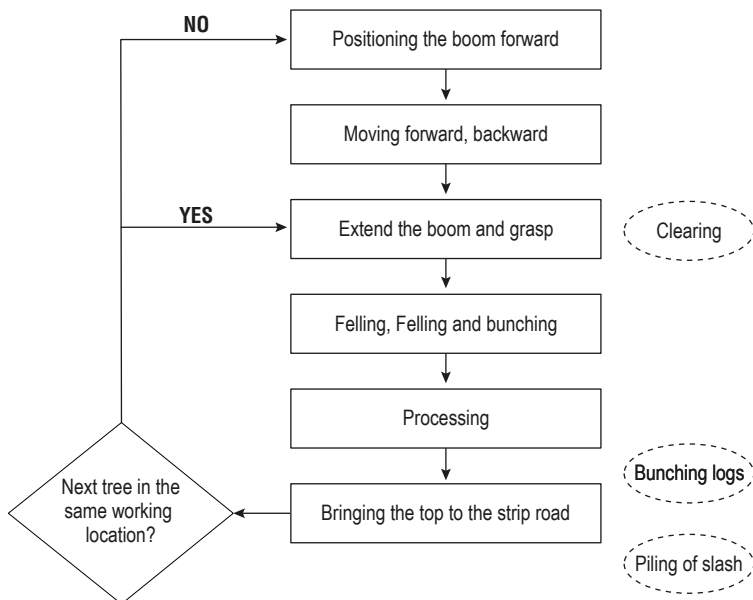 NO
Positioning the boom forward
Moving forward, backward
YES
Extend the boom and grasp
Clearing
Felling, Felling and bunching
Processing
Next tree in the
same working
location?
Bunching logs
Bringing the top to the strip road
Piling of slash